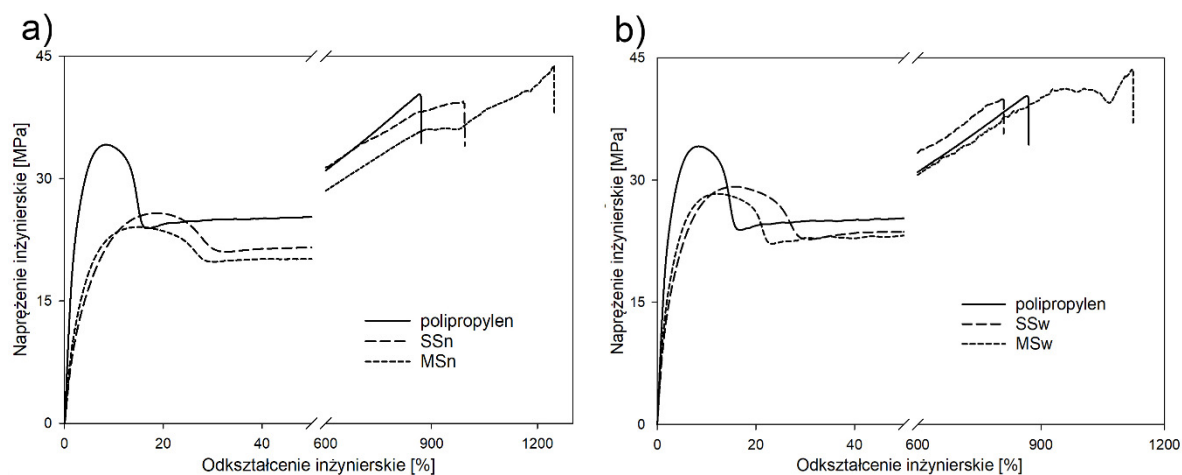 a)
45
30
15
0
Naprężenie inżynierskie [MPa]
polipropylen
SSn
MSn
0 20 40 600 900 1200
Odkształcenie inżynierskie [%]
b)
45
30
15
0
Naprężenie inżynierskie [MPa]
polipropylen
SSw
MSw
0 20 40 600 900 1200
Odkształcenie inżynierskie [%]